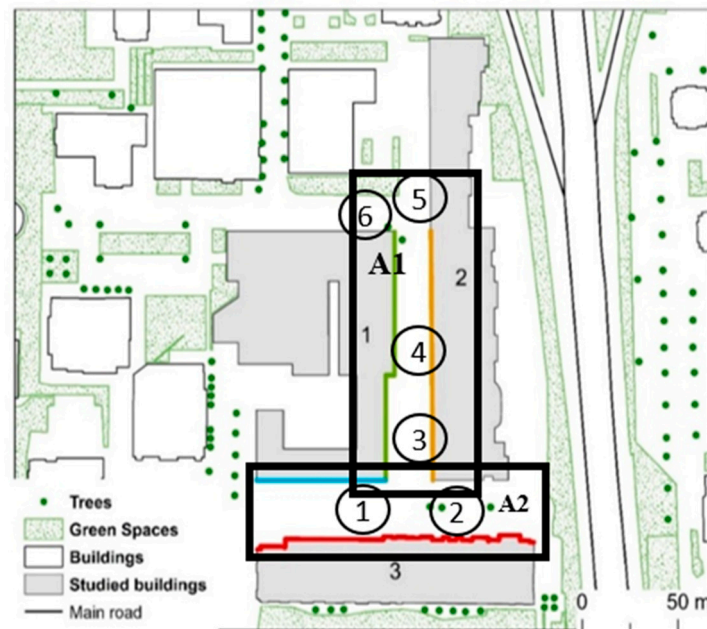 5
6
A1
2
1
4
3
1
2
A2
3
Trees
Green Spaces
Buildings
Studied buildings
Main road
0
50 m